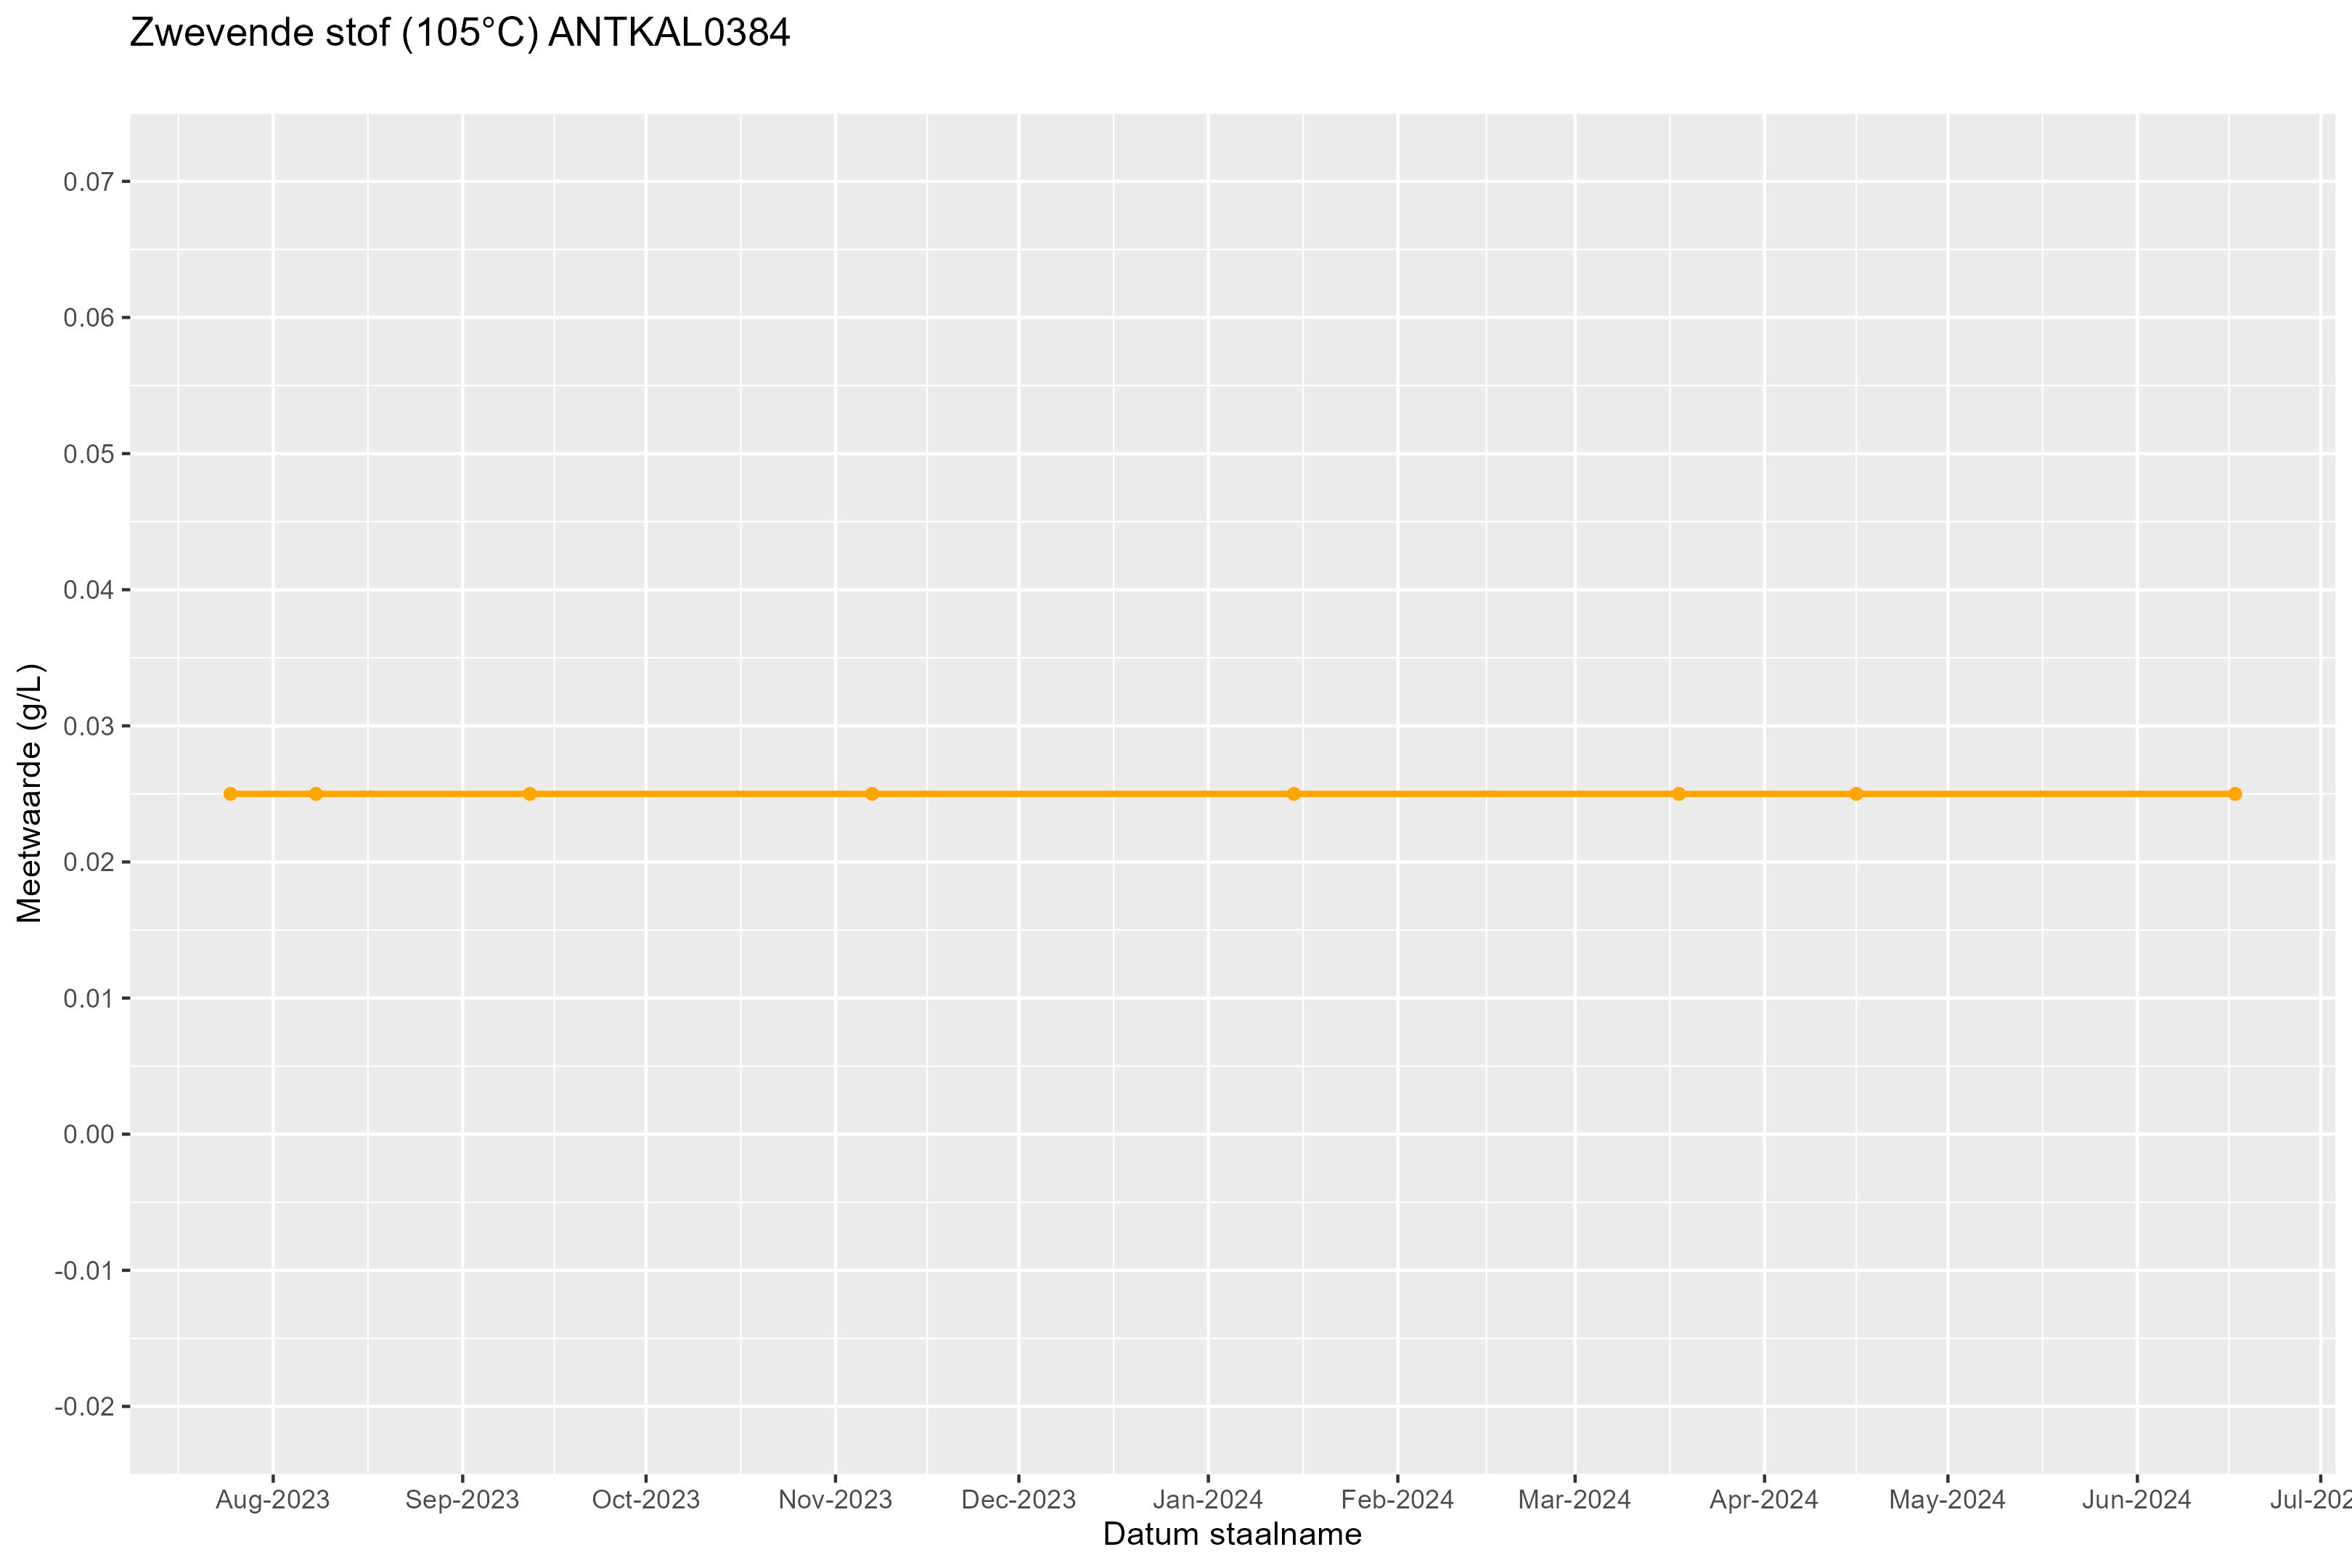 Zwevende stof (105°C) ANTKAL0384
Meetwaarde (g/L)
0.07
0.06
0.05
0.04
0.03
0.02
0.01
0.00
-0.01
-0.02
Aug-2023 Sep-2023 Oct-2023 Nov-2023 Dec-2023 Jan-2024 Feb-2024 Mar-2024 Apr-2024 May-2024 Jun-2024 Jul-202
Datum staalname